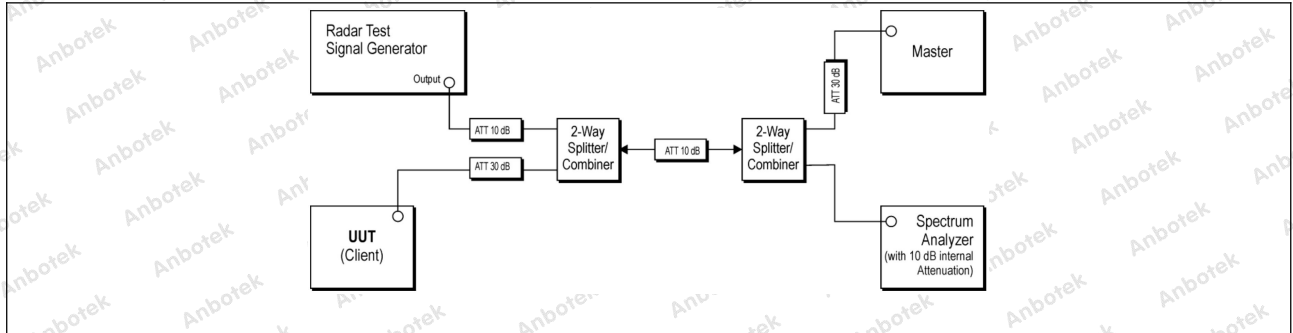 Radar Test
Signal Generator
Output
ATT 10 dB
ATT 30 dB
2-Way
Splitter/
Combiner
ATT 10 dB
2-Way
Splitter/
Combiner
ATT 30 dB
Master
UUT
(Client)
Spectrum
Analyzer
(with 10 dB internal
Attenuation)
Anbotek